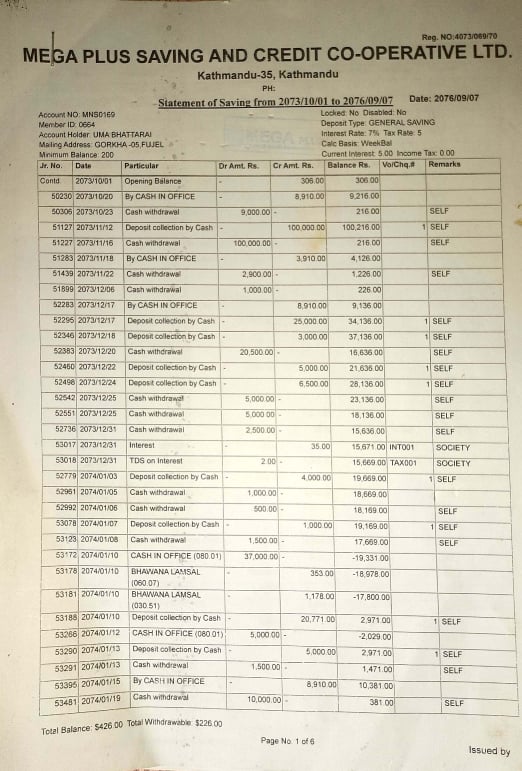 Reg. NO:4073/069/70
MEGA PLUS SAVING AND CREDIT CO-OPERATIVE LTD.
Kathmandu-35, Kathmandu
PH:
Statement of Saving from 2073/10/01 to 2076/09/07 Date: 2076/09/07
Account NO: MNS0169 Locked: No Disabled: No
Member ID: 0664 Deposit Type: GENERAL SAVING
Account Holder: UMA BHATTARAI Interest Rate: 7% Tax Rate: 5
Mailing Address: GORKHA -05,FUJEL Calc Basis: WeekBal
Minimum Balance: 200 Current Interest: 5.00 Income Tax: 0.00
Jr. No. Date Particular Dr Amt. Rs. Cr Amt. Rs. Balance Rs. Vo/Chq.# Remarks
Contd. 2073/10/01 Opening Balance - 306.00 306.00
50230 2073/10/20 By CASH IN OFFICE - 8,910.00 9,216.00
50306 2073/10/23 Cash withdrawal 9,000.00 - 216.00 SELF
51127 2073/11/12 Deposit collection by Cash - 100,000.00 100,216.00 1 SELF
51227 2073/11/16 Cash withdrawal 100,000.00 - 216.00 SELF
51283 2073/11/18 By CASH IN OFFICE - 3,910.00 4,126.00
51439 2073/11/22 Cash withdrawal 2,900.00 - 1,226.00 SELF
51899 2073/12/06 Cash withdrawal 1,000.00 - 226.00
52283 2073/12/17 By CASH IN OFFICE - 8,910.00 9,136.00
52295 2073/12/17 Deposit collection by Cash - 25,000.00 34,136.00 1 SELF
52346 2073/12/18 Deposit collection by Cash - 3,000.00 37,136.00 1 SELF
52383 2073/12/20 Cash withdrawal 20,500.00 - 16,636.00 SELF
52460 2073/12/22 Deposit collection by Cash - 5,000.00 21,636.00 1 SELF
52498 2073/12/24 Deposit collection by Cash - 6,500.00 28,136.00 1 SELF
52542 2073/12/25 Cash withdrawal 5,000.00 - 23,136.00 SELF
52551 2073/12/25 Cash withdrawal 5,000.00 - 18,136.00 SELF
52736 2073/12/31 Cash withdrawal 2,500.00 - 15,636.00 SELF
53017 2073/12/31 Interest - 35.00 15,671.00 INT001 SOCIETY
53018 2073/12/31 TDS on Interest 2.00 - 15,669.00 TAX001 SOCIETY
52779 2074/01/03 Deposit collection by Cash - 4,000.00 19,669.00 1 SELF
52961 2074/01/05 Cash withdrawal 1,000.00 - 18,669.00
52992 2074/01/06 Cash withdrawal 500.00 - 18,169.00 SELF
53078 2074/01/07 Deposit collection by Cash - 1,000.00 19,169.00 1 SELF
53123 2074/01/08 Cash withdrawal 1,500.00 - 17,669.00 SELF
53172 2074/01/10 CASH IN OFFICE (080.01) 37,000.00 - -19,331.00
53178 2074/01/10 BHAWANA LAMSAL - 353.00 -18,978.00
(060.07)
53181 2074/01/10 BHAWANA LAMSAL - 1,178.00 -17,800.00
(030.51)
53188 2074/01/10 Deposit collection by Cash - 20,771.00 2,971.00 1 SELF
53266 2074/01/12 CASH IN OFFICE (080.01) 5,000.00 - -2,029.00
53290 2074/01/13 Deposit collection by Cash - 5,000.00 2,971.00 1 SELF
53291 2074/01/13 Cash withdrawal 1,500.00 - 1,471.00 SELF
53395 2074/01/15 By CASH IN OFFICE - 8,910.00 10,381.00
53481 2074/01/19 Cash withdrawal 10,000.00 - 381.00 SELF
Total Balance: $426.00 Total Withdrawable: $226.00
Page No. 1 of 6
Issued by